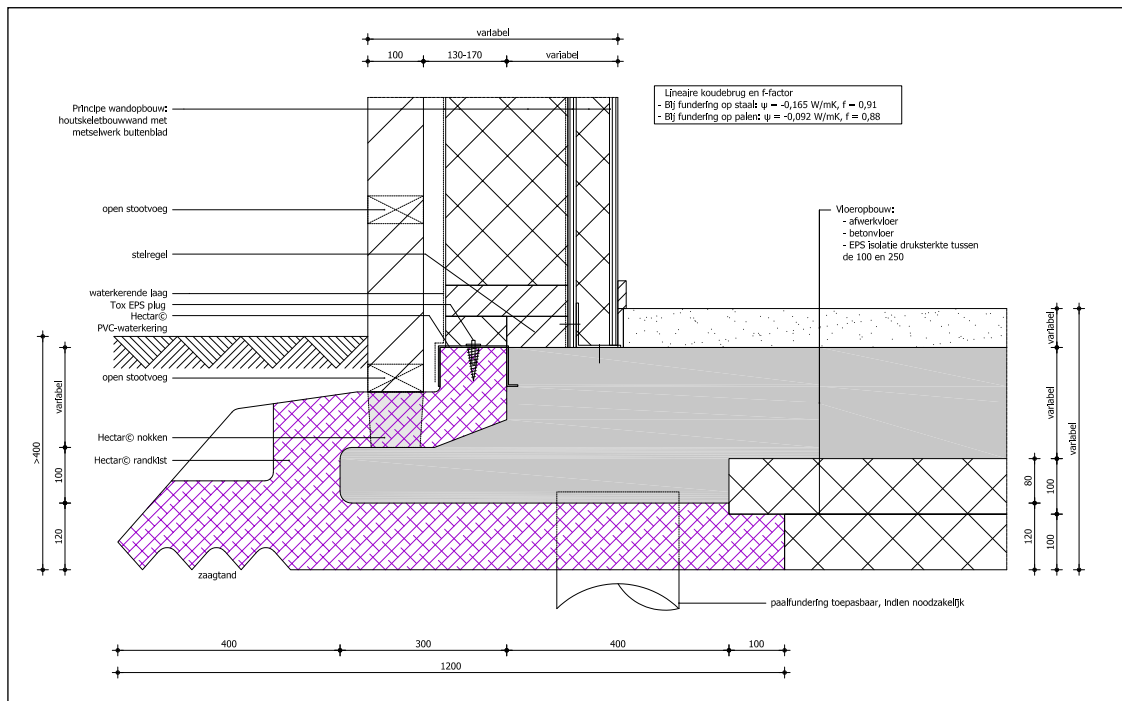 variabel
100
130-170
variabel
Principe wandopbouw:
houtskeletbouwwand met
metselwerk buitenblad
Lineaire koudebrug en f-factor
- Bij fundering op staal: ψ = -0,165 W/mK, f = 0,91
- Bij fundering op palen: ψ = -0,092 W/mK, f = 0,88
open stootvoeg
Vloeropbouw:
- afwerkvloer
- betonvloer
- EPS isolatie druksterkte tussen
de 100 en 250
stelregel
waterkerende laag
Tox EPS plug
Hectar©
PVC-waterkering
open stootvoeg
Hectar© nokken
Hectar© randkist
>400
variabel
100
120
variabel
variabel
variabel
80
100
120
100
zaagtand
paalfundering toepasbaar, indien noodzakelijk
400
300
400
100
1200